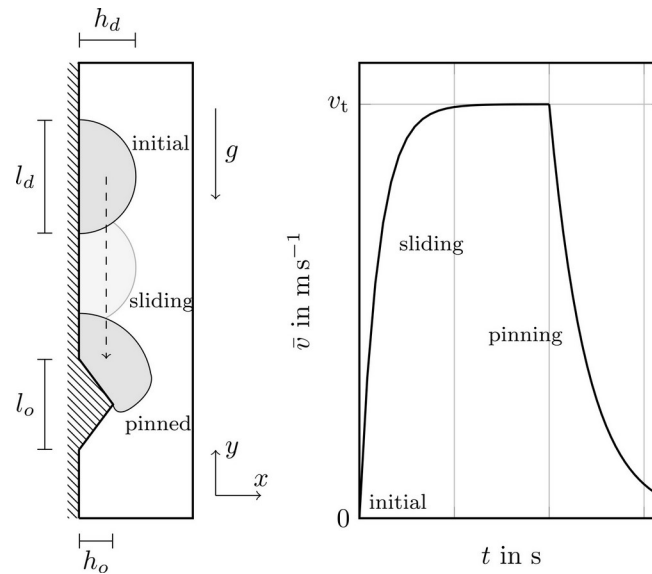 h_d
initial
l_d
g
sliding
l_o
pinned
y
x
h_o
v_t
sliding
v̄ in m s⁻¹
pinning
initial
0
t in s